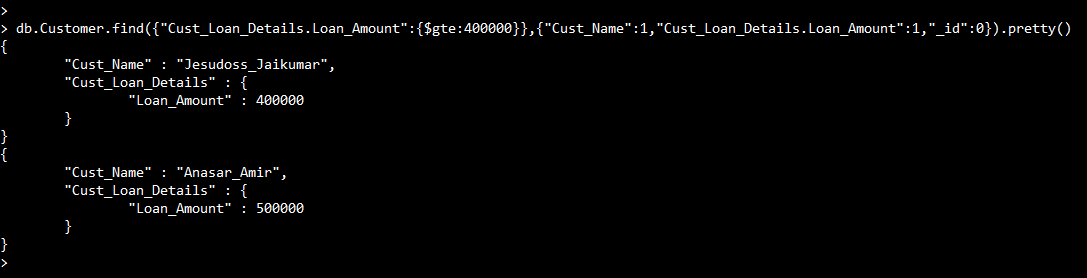 >
> db.Customer.find({"Cust_Loan_Details.Loan_Amount":{$gte:400000}},{"Cust_Name":1,"Cust_Loan_Details.Loan_Amount":1,"_id":0}).pretty()
{
        "Cust_Name" : "Jesudoss_Jaikumar",
        "Cust_Loan_Details" : {
                "Loan_Amount" : 400000
        }
}
{
        "Cust_Name" : "Anasar_Amir",
        "Cust_Loan_Details" : {
                "Loan_Amount" : 500000
        }
}
>